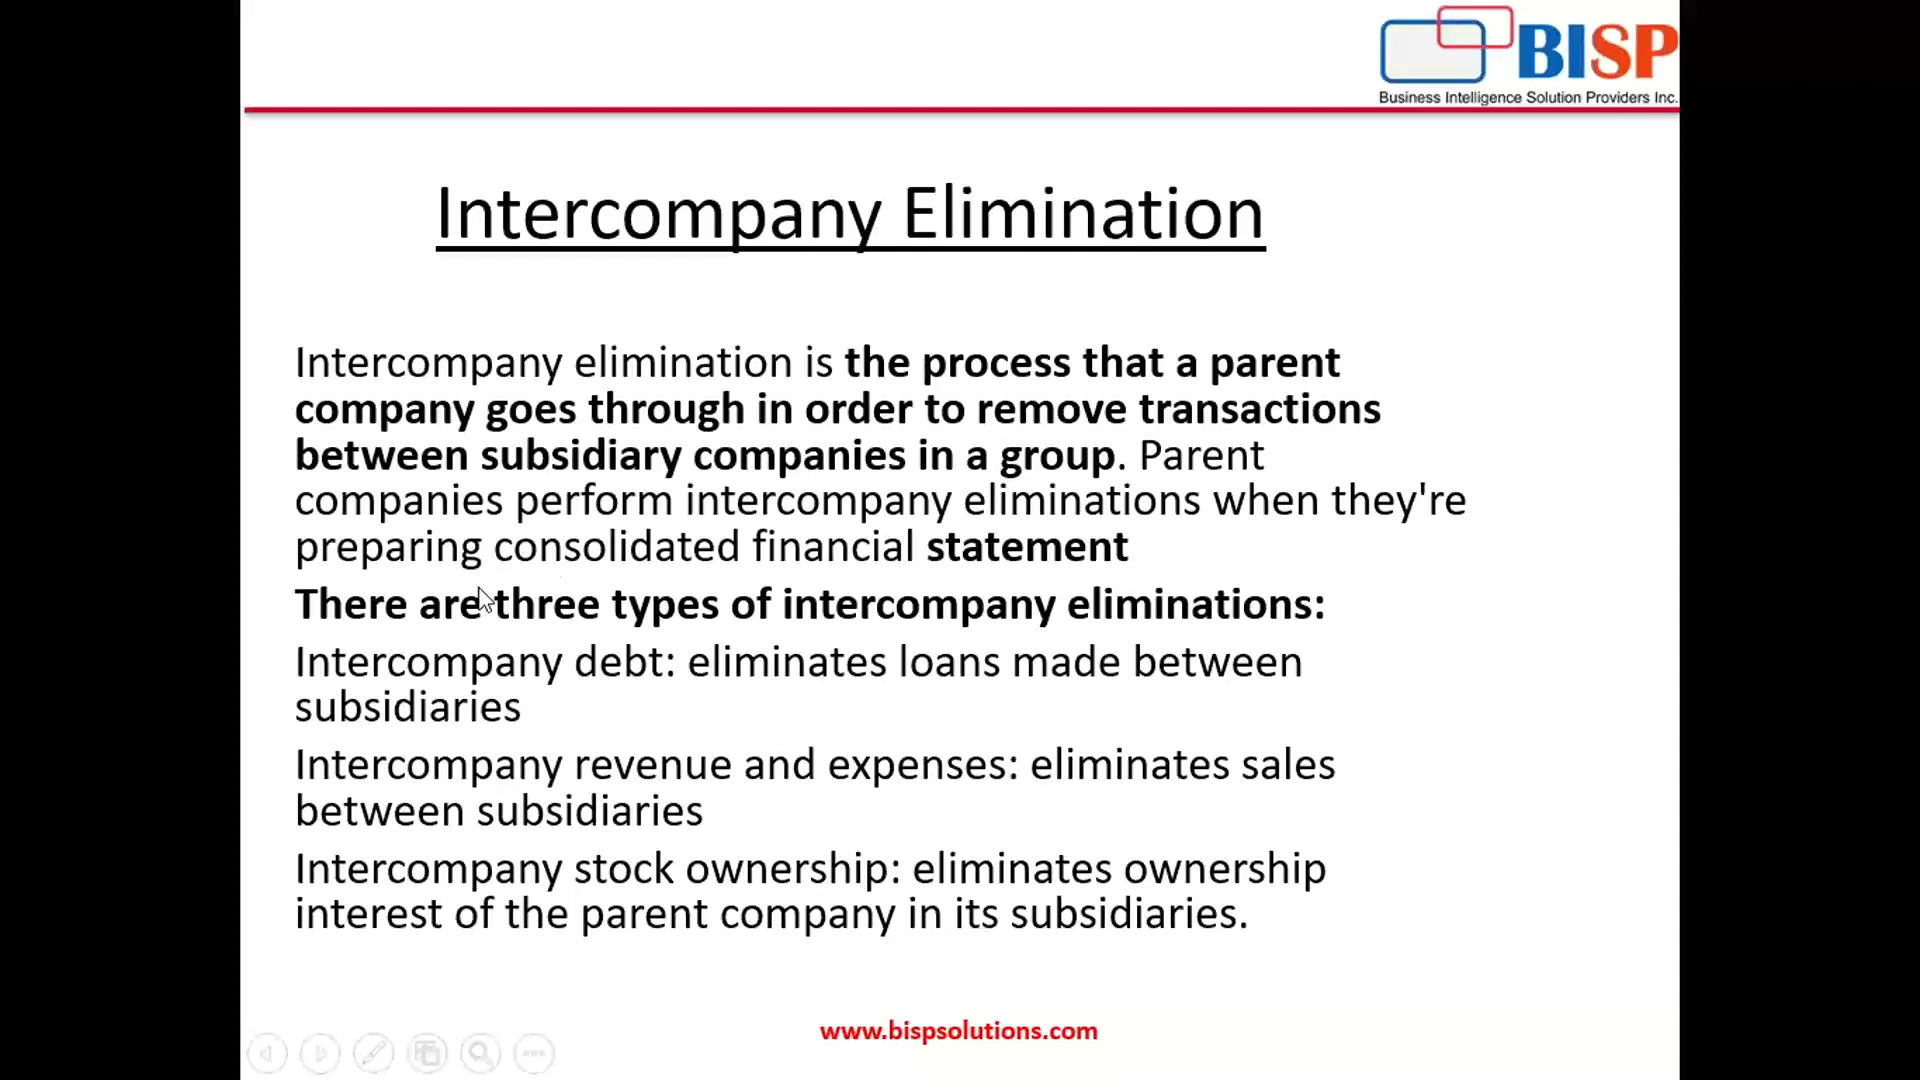 BISP
Business Intelligence Solution Providers Inc.
Intercompany Elimination
Intercompany elimination is the process that a parent
company goes through in order to remove transactions
between subsidiary companies in a group. Parent
companies perform intercompany eliminations when they're
preparing consolidated financial statement
There are three types of intercompany eliminations:
Intercompany debt: eliminates loans made between
subsidiaries
Intercompany revenue and expenses: eliminates sales
between subsidiaries
Intercompany stock ownership: eliminates ownership
interest of the parent company in its subsidiaries.
www.bispsolutions.com